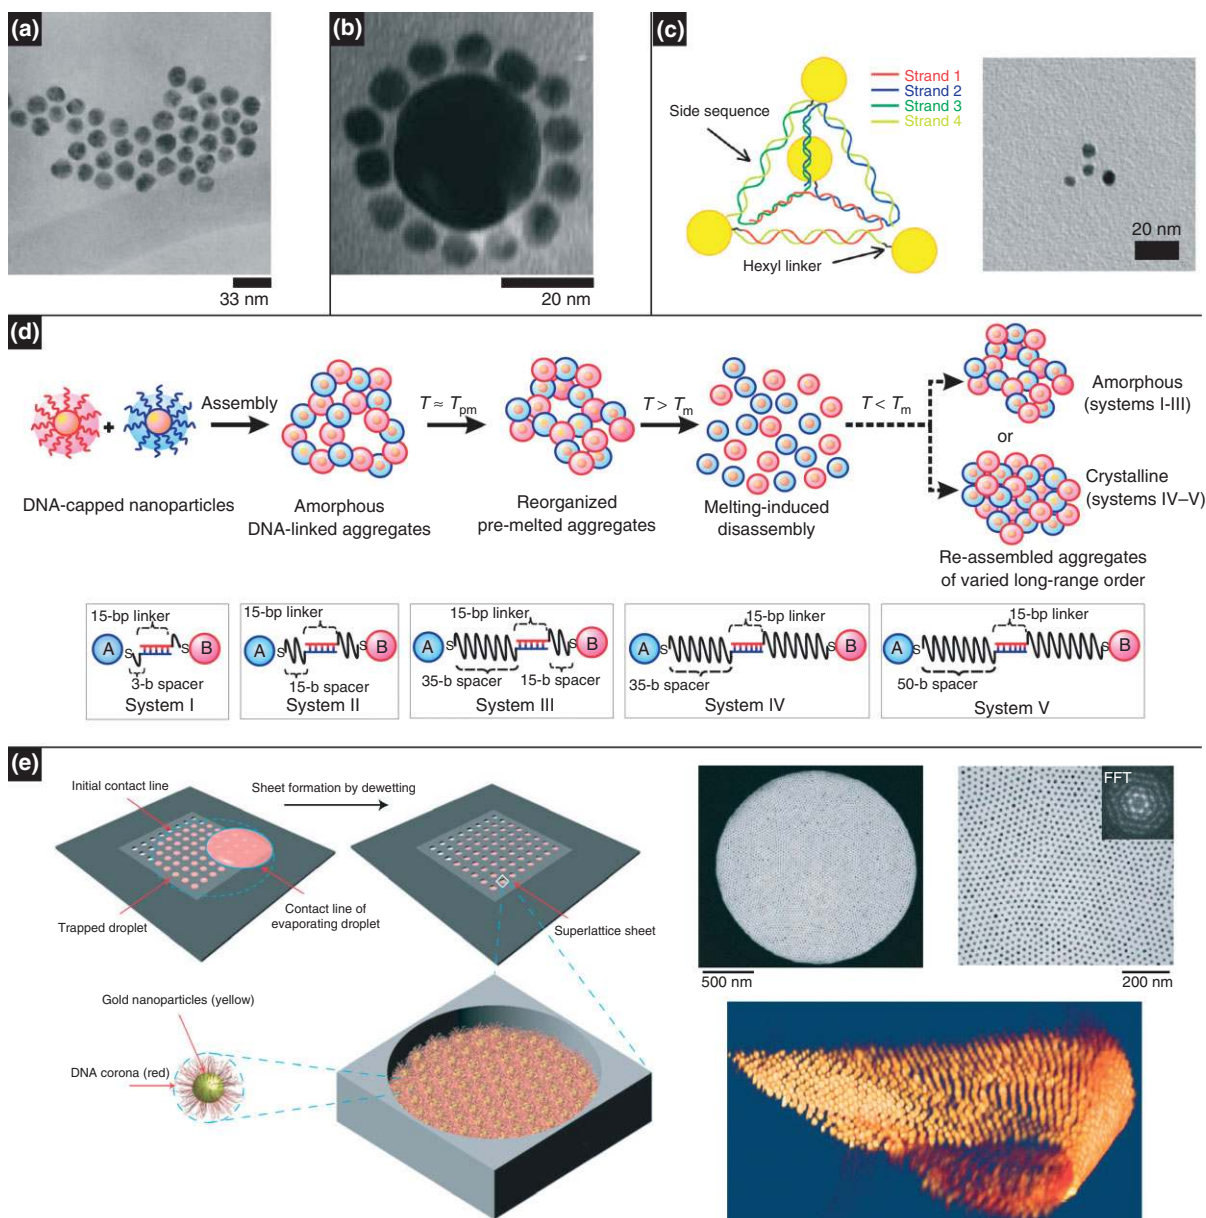 (a)
33 nm
(b)
20 nm
(c)
Strand 1
Strand 2
Strand 3
Strand 4
Side sequence
Hexyl linker
20 nm
(d)
Assembly
T ≈ Tpm
T > Tm
T < Tm
Amorphous
(systems I-III)
or
Crystalline
(systems IV–V)
DNA-capped nanoparticles
Amorphous
DNA-linked aggregates
Reorganized
pre-melted aggregates
Melting-induced
disassembly
Re-assembled aggregates
of varied long-range order
15-bp linker
A
S
S
B
3-b spacer
System I
15-bp linker
A
S
S
B
15-b spacer
System II
15-bp linker
A
S
S
B
35-b spacer
15-b spacer
System III
15-bp linker
A
S
S
B
35-b spacer
System IV
15-bp linker
A
S
S
B
50-b spacer
System V
(e)
Initial contact line
Sheet formation by dewetting
Trapped droplet
Contact line of
evaporating droplet
Superlattice sheet
Gold nanoparticles (yellow)
DNA corona (red)
500 nm
FFT
200 nm